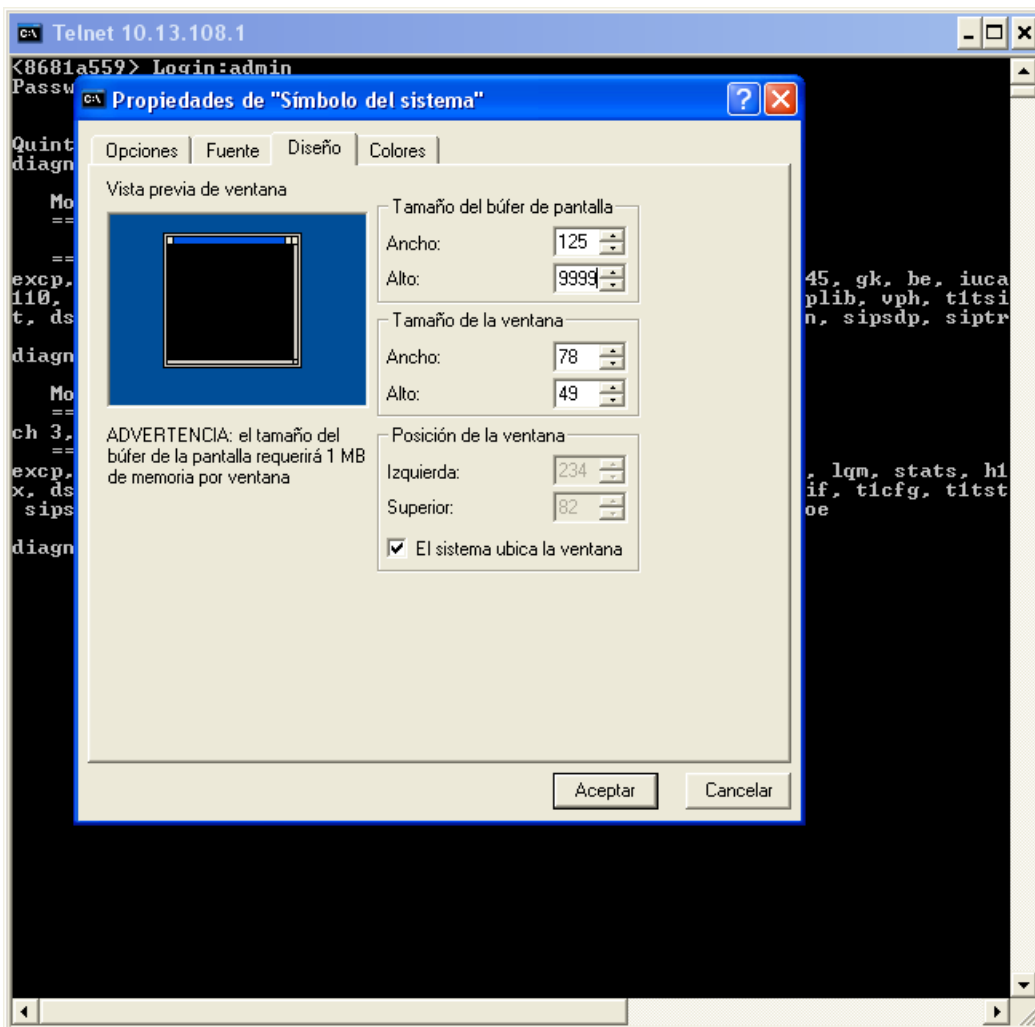 Telnet 10.13.108.1
<8681a559> Login:admin
Passw
Propiedades de "Símbolo del sistema"
Quint
diagn
Opciones Fuente Diseño Colores
Mo
==
==
excp, 45, gk, be, iuca
110, plib, vph, t1tsi
t, ds n, sipsdp, siptr
diagn
Mo
==
ch 3,
==
excp, , lqm, stats, h1
x, ds if, t1cfg, t1tst
sips oe
diagn
Vista previa de ventana
ADVERTENCIA: el tamaño del
búfer de la pantalla requerirá 1 MB
de memoria por ventana
Tamaño del búfer de pantalla
Ancho: 125
Alto: 9999
Tamaño de la ventana
Ancho: 78
Alto: 49
Posición de la ventana
Izquierda: 234
Superior: 82
El sistema ubica la ventana
Aceptar Cancelar